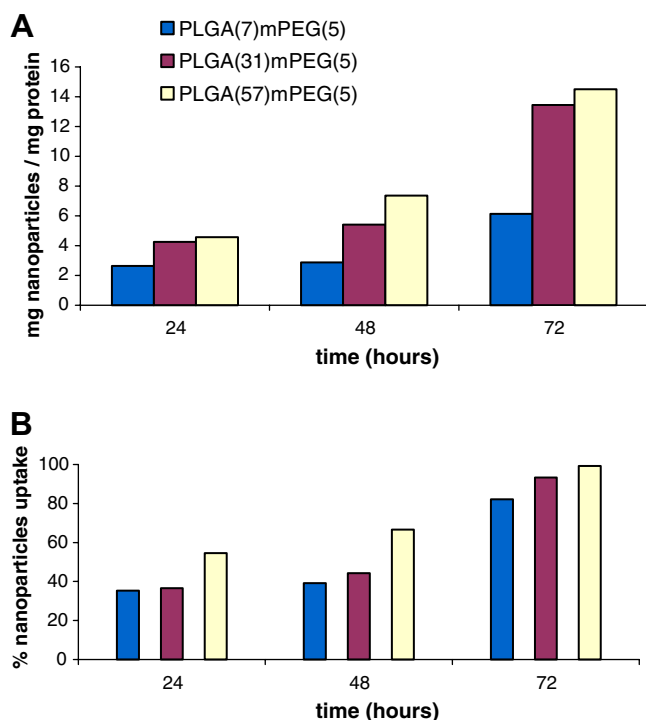 A
PLGA(7)mPEG(5)
PLGA(31)mPEG(5)
PLGA(57)mPEG(5)
mg nanoparticles / mg protein
16
14
12
10
8
6
4
2
0
24 48 72
time (hours)
B
% nanoparticles uptake
100
80
60
40
20
0
24 48 72
time (hours)